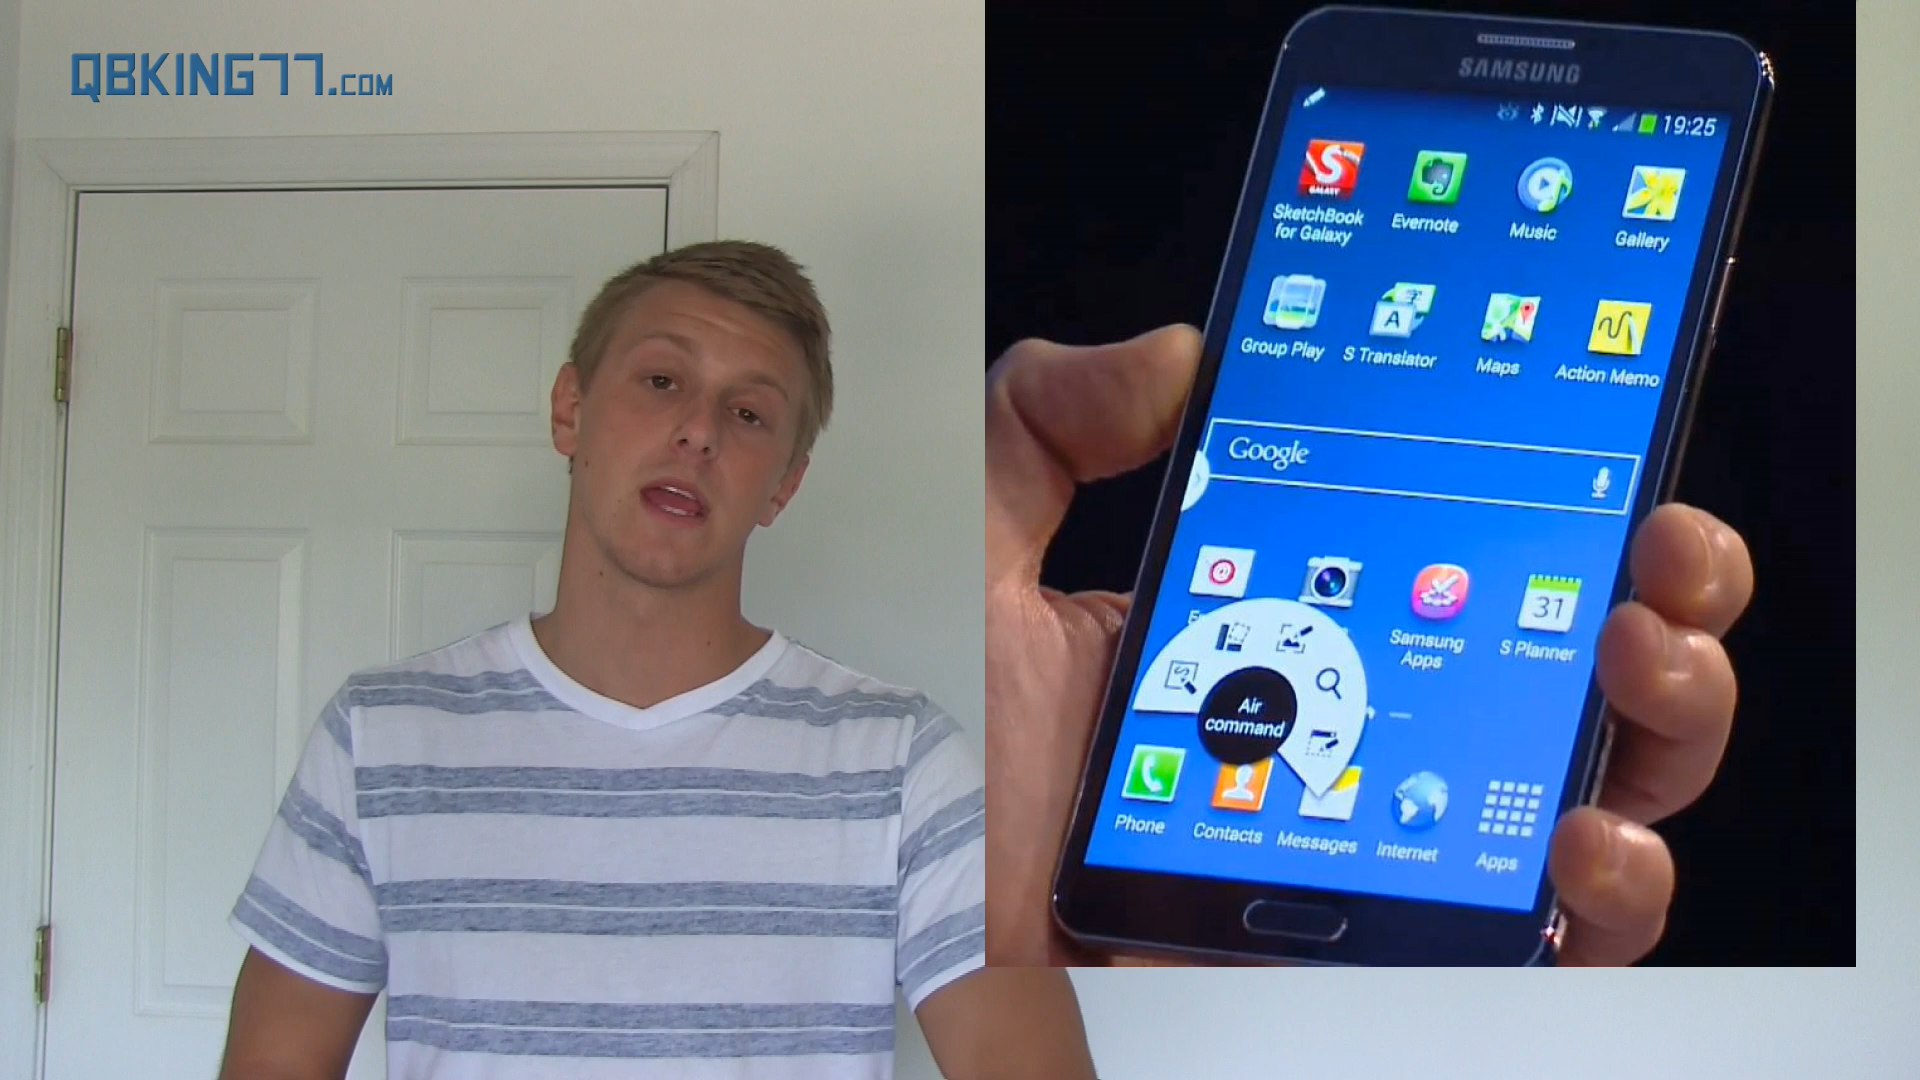 QBKING77.COM
SAMSUNG
19:25
SketchBook
for Galaxy
Evernote
Music
Gallery
Group Play
S Translator
Maps
Action Memo
Google
31
Samsung
Apps
S Planner
Air
command
Phone
Contacts
Messages
Internet
Apps